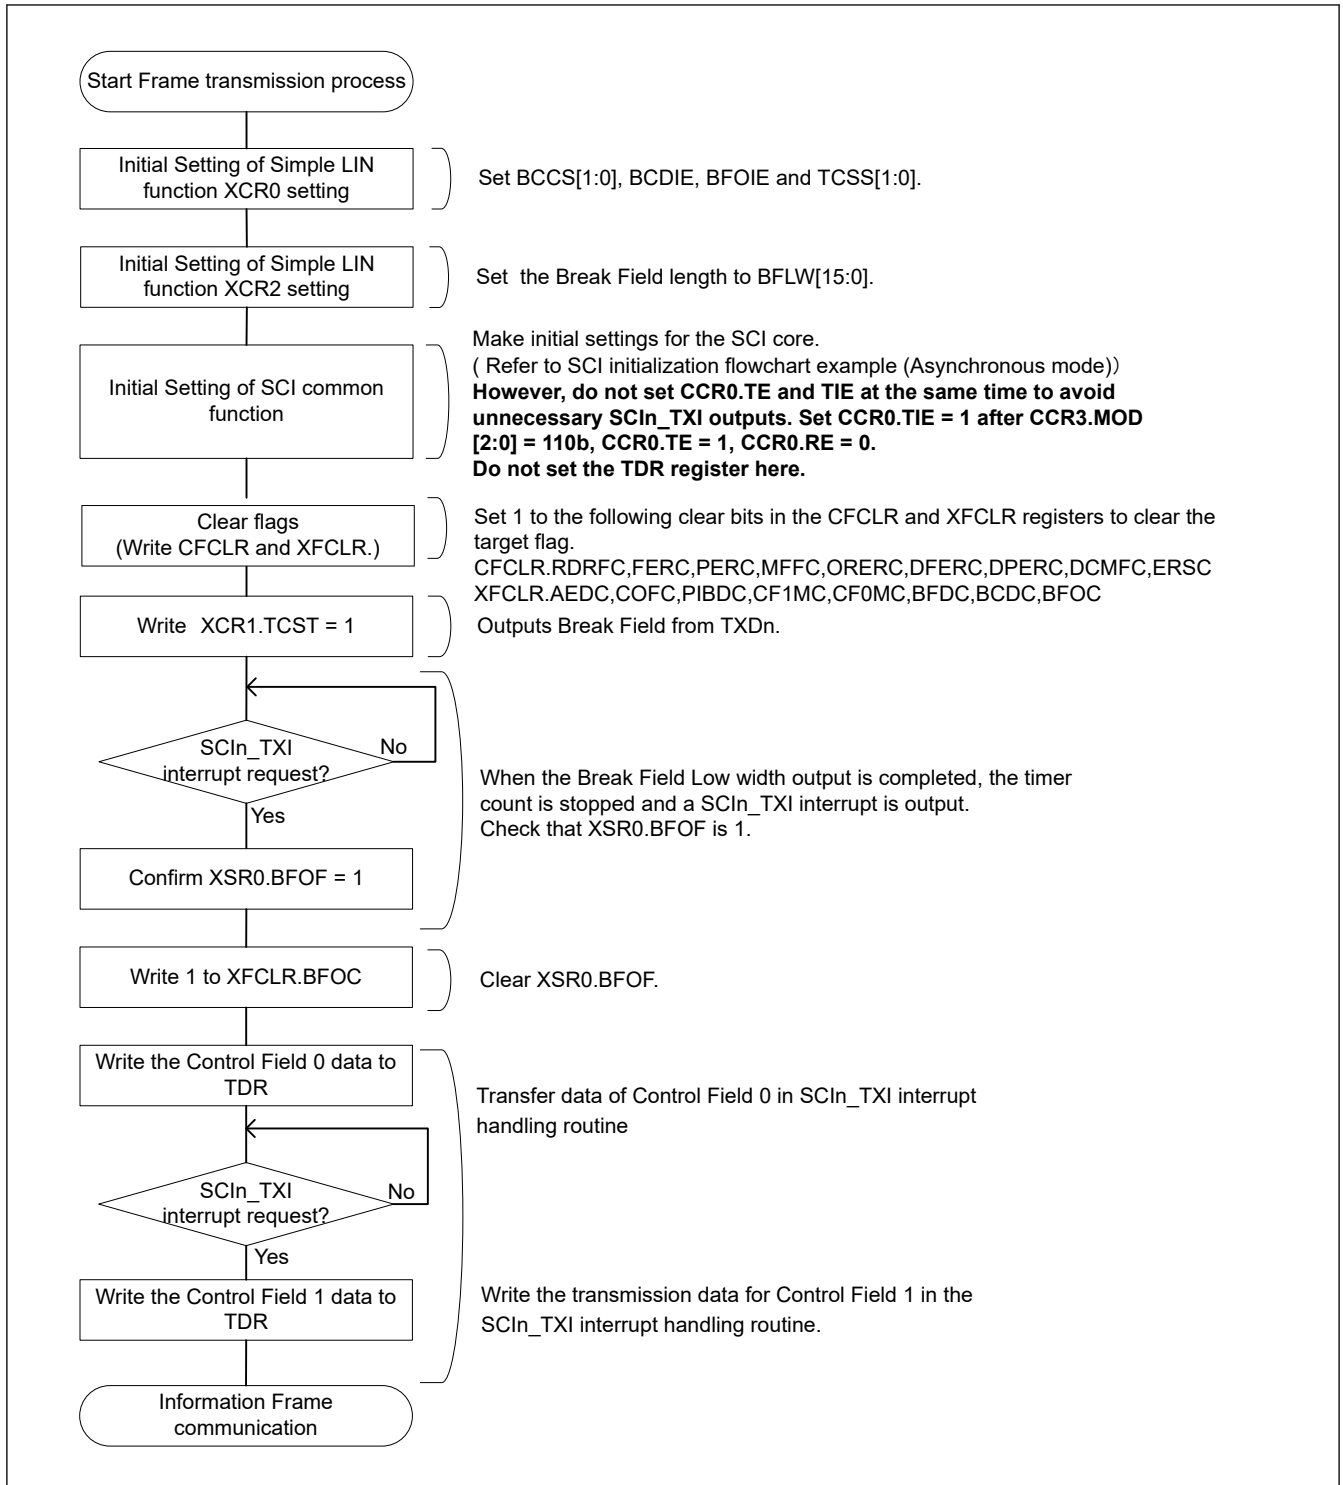 Start Frame transmission process
Initial Setting of Simple LIN
function XCR0 setting
Set BCCS[1:0], BCDIE, BFOIE and TCSS[1:0].
Initial Setting of Simple LIN
function XCR2 setting
Set  the Break Field length to BFLW[15:0].
Initial Setting of SCI common
function
Make initial settings for the SCI core.
( Refer to SCI initialization flowchart example (Asynchronous mode)）
However, do not set CCR0.TE and TIE at the same time to avoid
unnecessary SCIn_TXI outputs. Set CCR0.TIE = 1 after CCR3.MOD
[2:0] = 110b, CCR0.TE = 1, CCR0.RE = 0.
Do not set the TDR register here.
Clear flags
(Write CFCLR and XFCLR.)
Set 1 to the following clear bits in the CFCLR and XFCLR registers to clear the
target flag.
CFCLR.RDRFC,FERC,PERC,MFFC,ORERC,DFERC,DPERC,DCMFC,ERSC
XFCLR.AEDC,COFC,PIBDC,CF1MC,CF0MC,BFDC,BCDC,BFOC
Write  XCR1.TCST = 1
Outputs Break Field from TXDn.
SCIn_TXI
interrupt request?
No
Yes
When the Break Field Low width output is completed, the timer
count is stopped and a SCIn_TXI interrupt is output.
Check that XSR0.BFOF is 1.
Confirm XSR0.BFOF = 1
Write 1 to XFCLR.BFOC
Clear XSR0.BFOF.
Write the Control Field 0 data to
TDR
Transfer data of Control Field 0 in SCIn_TXI interrupt
handling routine
SCIn_TXI
interrupt request?
No
Yes
Write the Control Field 1 data to
TDR
Write the transmission data for Control Field 1 in the
SCIn_TXI interrupt handling routine.
Information Frame
communication